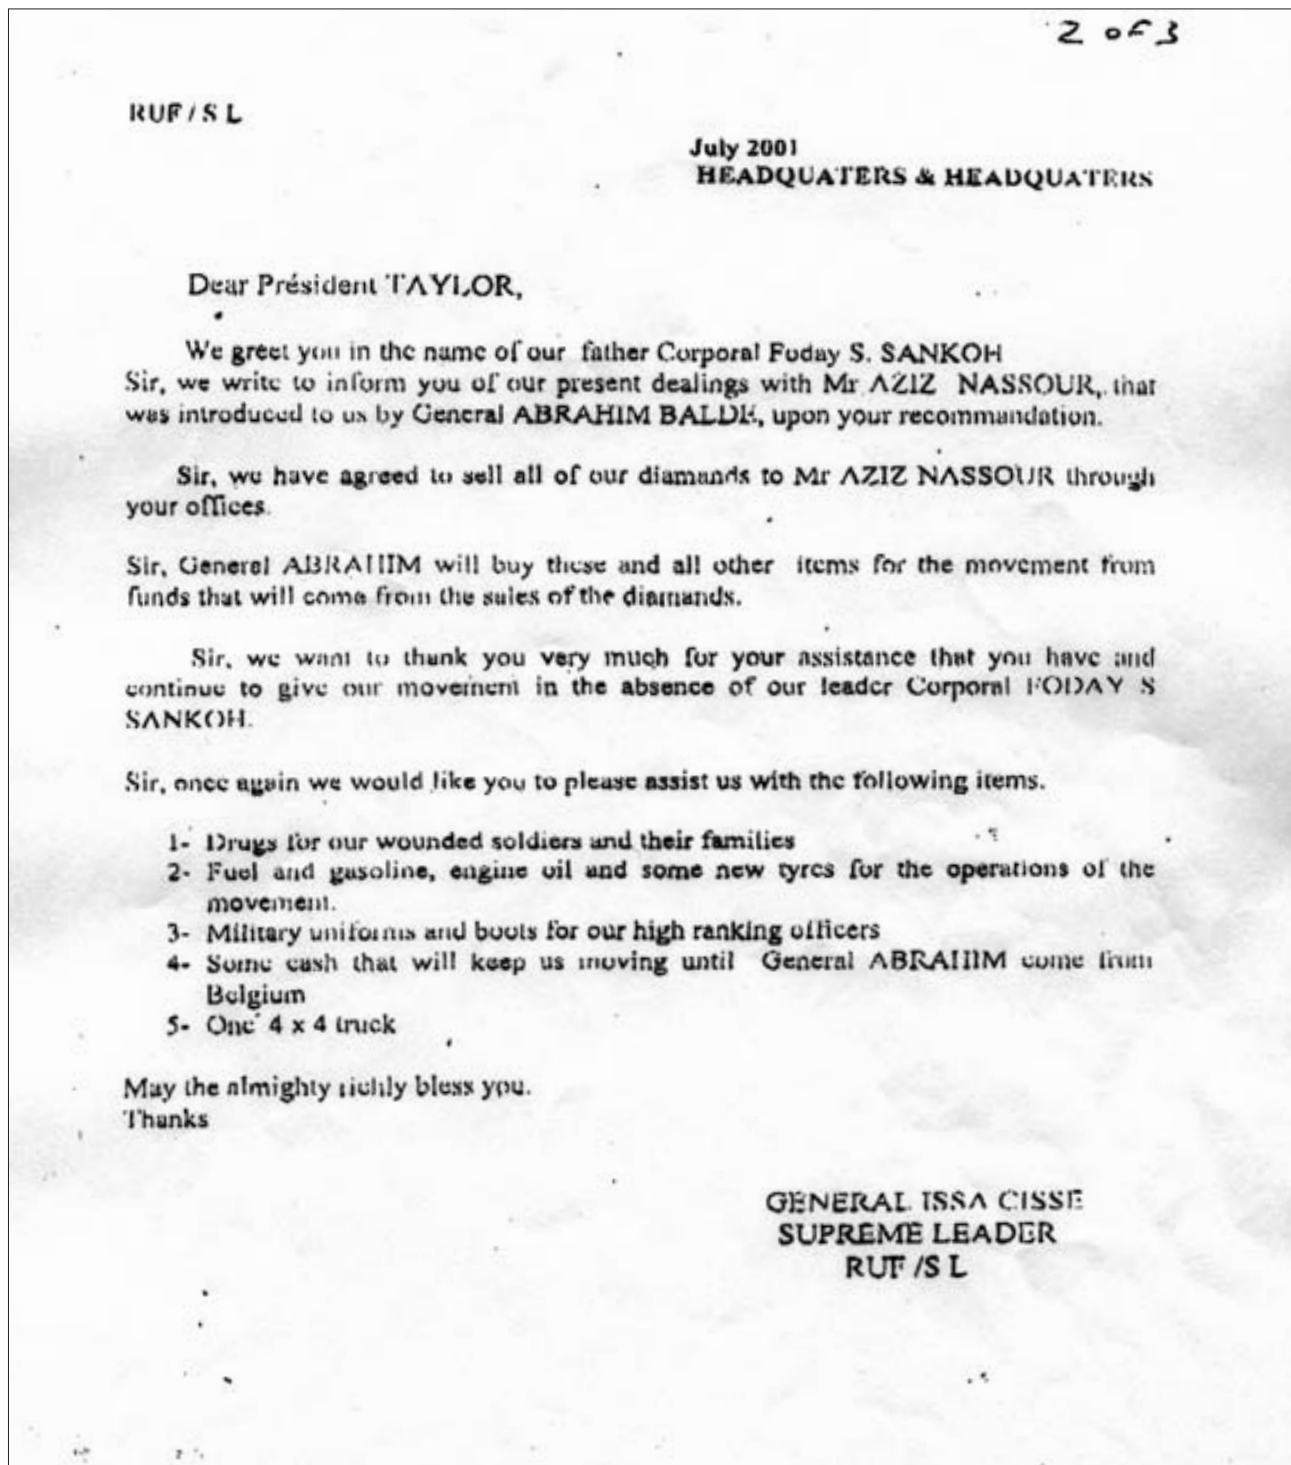 2 of 3
RUF / S L
July 2001
HEADQUATERS & HEADQUATERS
Dear Président TAYLOR,
We greet you in the name of our father Corporal Foday S. SANKOH
Sir, we write to inform you of our present dealings with Mr AZIZ NASSOUR, that
was introduced to us by General ABRAHIM BALDE, upon your recommandation.
Sir, we have agreed to sell all of our diamands to Mr AZIZ NASSOUR through
your offices.
Sir, General ABRAHIM will buy these and all other items for the movement from
funds that will come from the sales of the diamands.
Sir, we want to thank you very much for your assistance that you have and
continue to give our movement in the absence of our leader Corporal FODAY S
SANKOH.
Sir, once again we would like you to please assist us with the following items.
1- Drugs for our wounded soldiers and their families
2- Fuel and gasoline, engine oil and some new tyres for the operations of the
movement.
3- Military uniforms and boots for our high ranking officers
4- Some cash that will keep us moving until General ABRAHIM come from
Belgium
5- One 4 x 4 truck
May the almighty richly bless you.
Thanks
GENERAL ISSA CISSE
SUPREME LEADER
RUF /S L